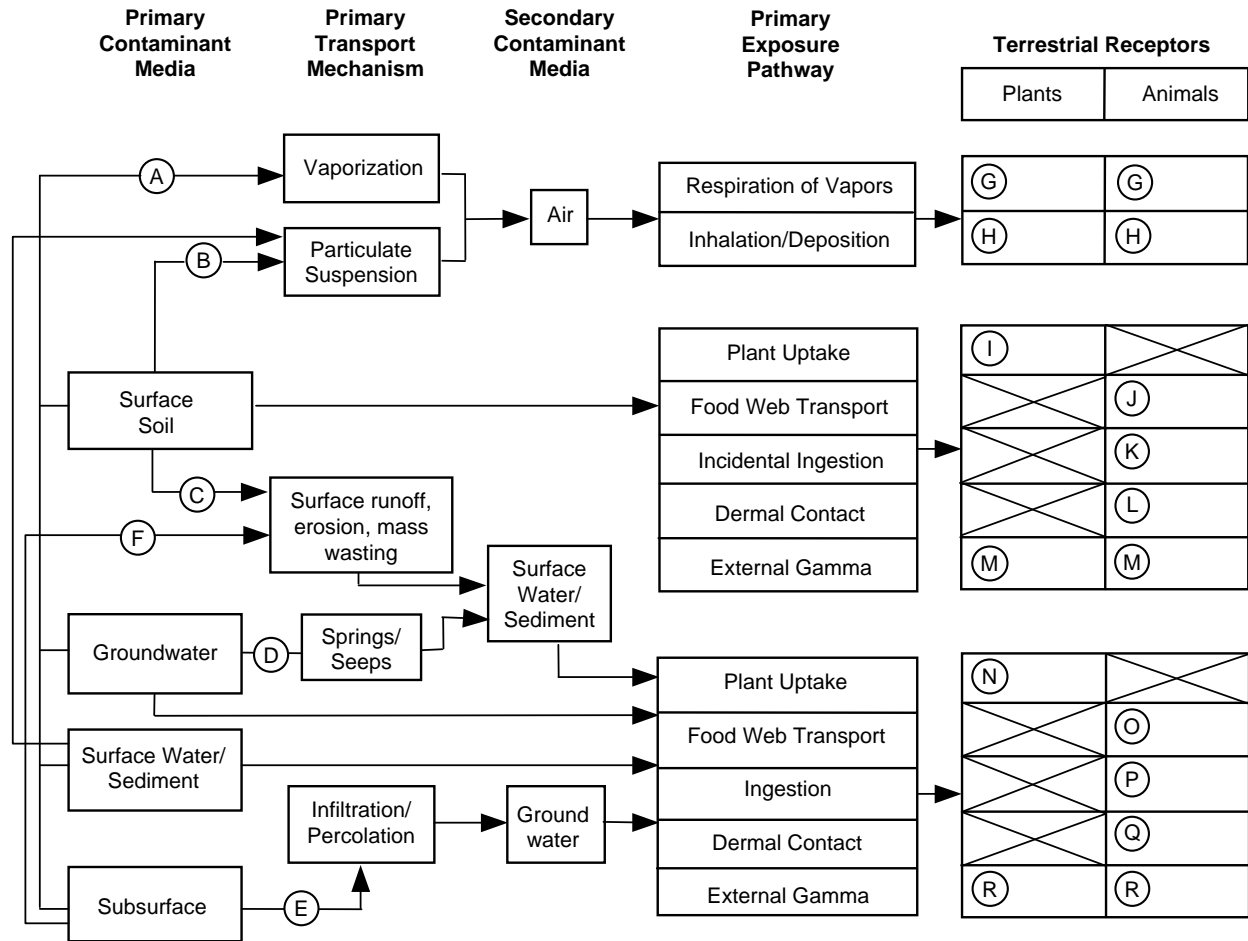 Primary
Contaminant
Media
Primary
Transport
Mechanism
Secondary
Contaminant
Media
Primary
Exposure
Pathway
Terrestrial Receptors
Plants
Animals
A
Vaporization
B
Particulate
Suspension
Air
Respiration of Vapors
Inhalation/Deposition
G
G
H
H
Surface
Soil
Plant Uptake
Food Web Transport
Incidental Ingestion
Dermal Contact
External Gamma
I
J
K
L
M
M
C
F
Surface runoff,
erosion, mass
wasting
Surface
Water/
Sediment
Groundwater
D
Springs/
Seeps
Surface Water/
Sediment
Infiltration/
Percolation
Ground
water
Subsurface
E
Plant Uptake
Food Web Transport
Ingestion
Dermal Contact
External Gamma
N
O
P
Q
R
R